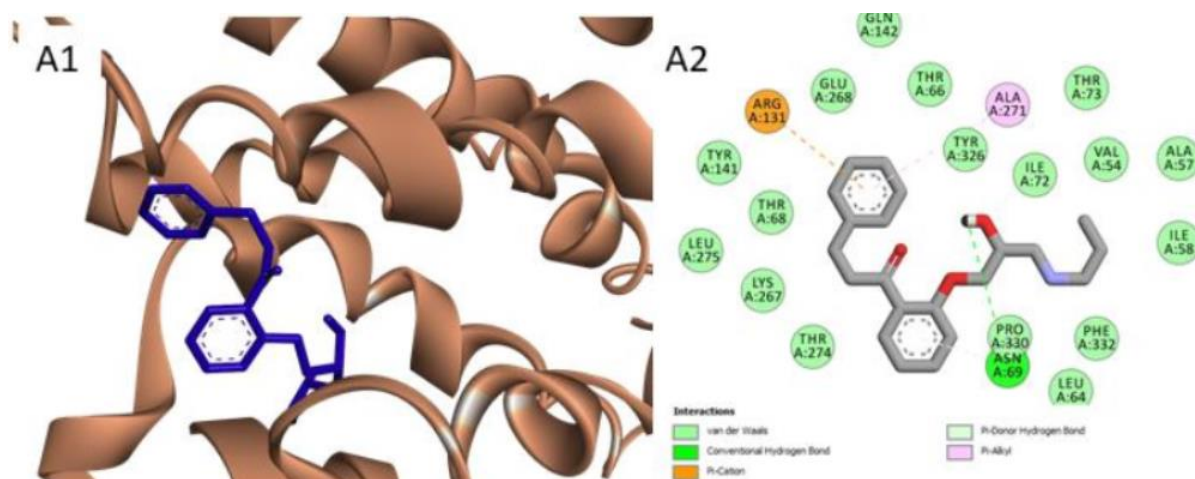 A1
A2
GLN
A:142
GLU
A:268
THR
A:66
ALA
A:271
THR
A:73
ARG
A:131
TYR
A:141
TYR
A:326
ILE
A:72
VAL
A:54
ALA
A:57
THR
A:68
LEU
A:275
ILE
A:58
LYS
A:267
THR
A:274
PRO
A:330
ASN
A:69
PHE
A:332
LEU
A:64
Interactions
van der Waals
Conventional Hydrogen Bond
Pi-Cation
Pi-Donor Hydrogen Bond
Pi-Alkyl